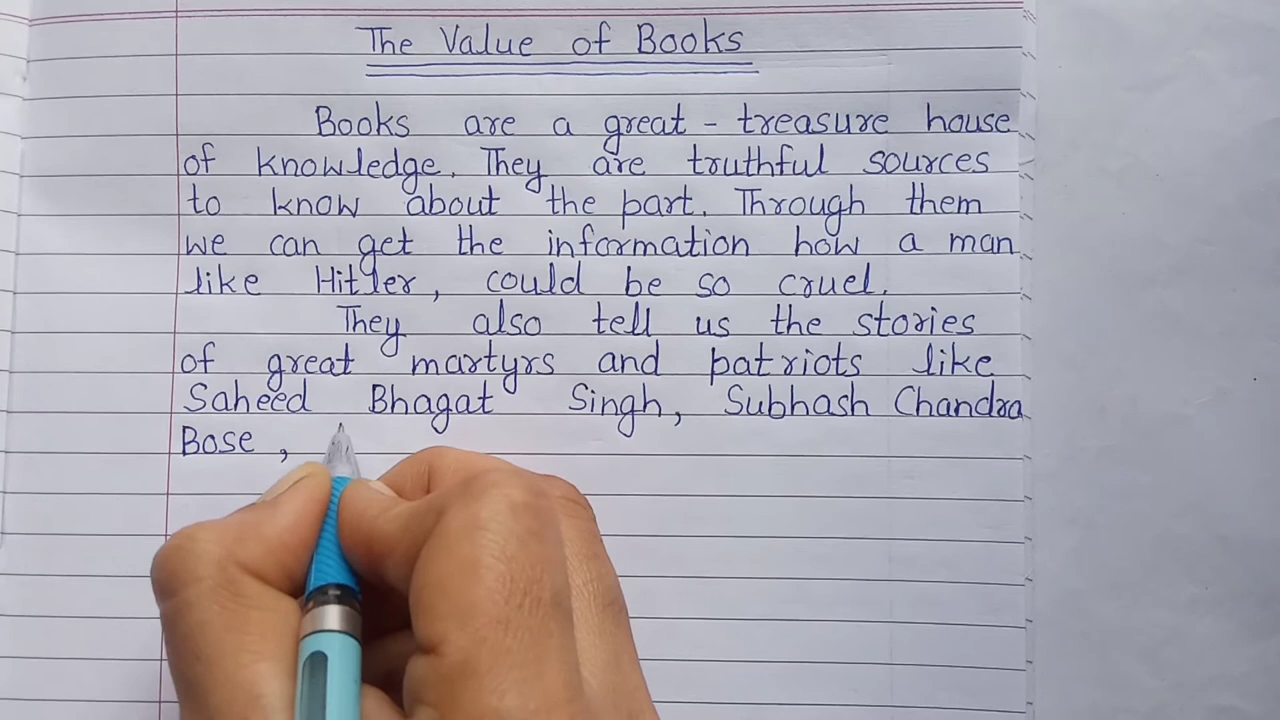 The Value of Books
Books are a great - treasure house
of knowledge. They are truthful sources
to know about the part. Through them
we can get the information how a man
like Hitler, could be so cruel.
They also tell us the stories
of great martyrs and patriots like
Saheed Bhagat Singh, Subhash Chandra
Bose ,